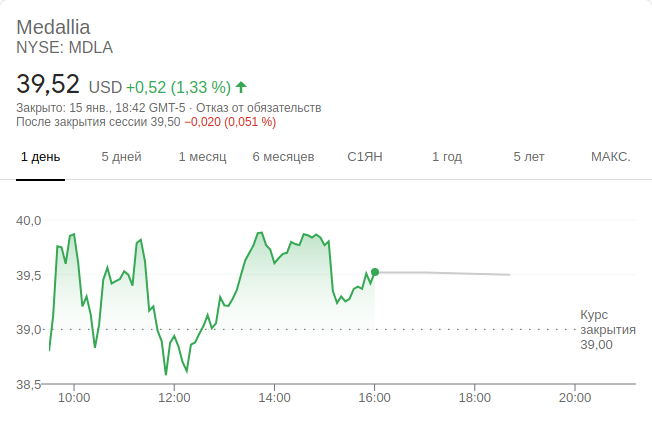 Medallia
NYSE: MDLA
39,52 USD +0,52 (1,33 %)
Закрыто: 15 янв., 18:42 GMT-5 · Отказ от обязательств
После закрытия сессии 39,50 −0,020 (0,051 %)
1 день 5 дней 1 месяц 6 месяцев С1ЯН 1 год 5 лет МАКС.
40,0
39,5
39,0
38,5
Курс
закрытия
39,00
10:00 12:00 14:00 16:00 18:00 20:00